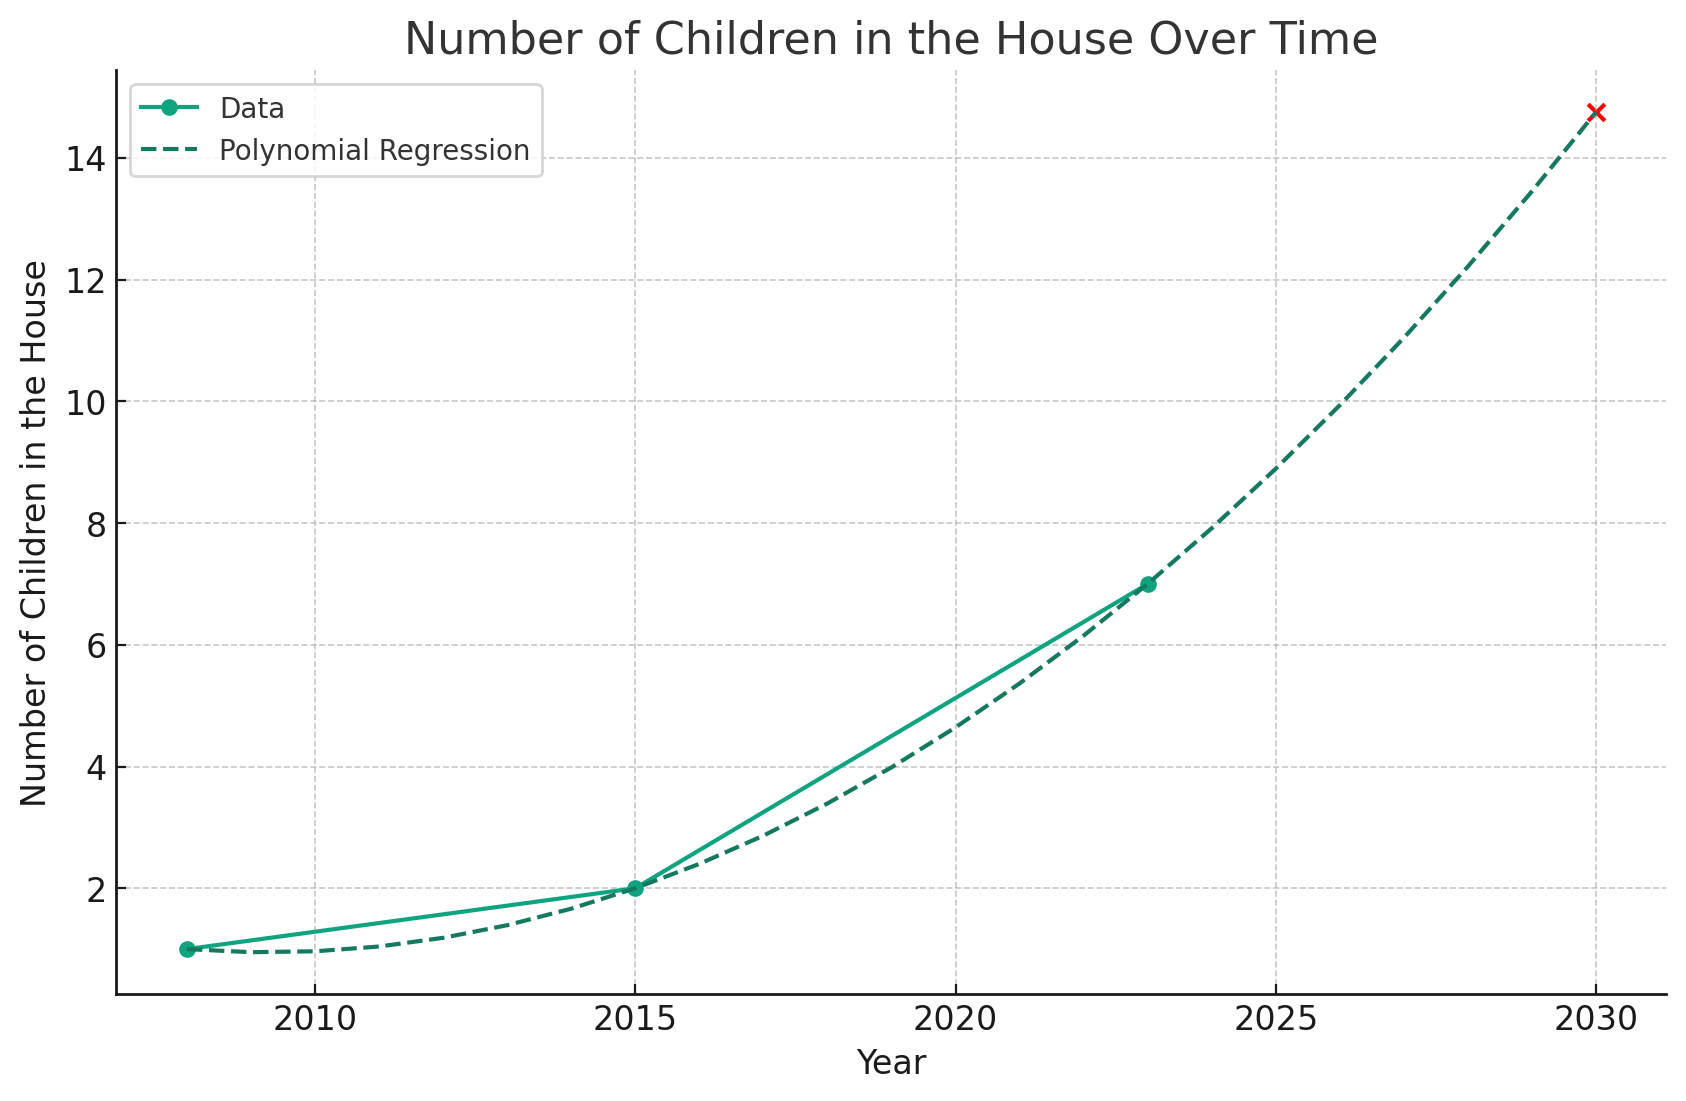 Number of Children in the House Over Time
Data
Polynomial Regression
14
12
10
8
6
4
2
Number of Children in the House
2010
2015
2020
2025
2030
Year